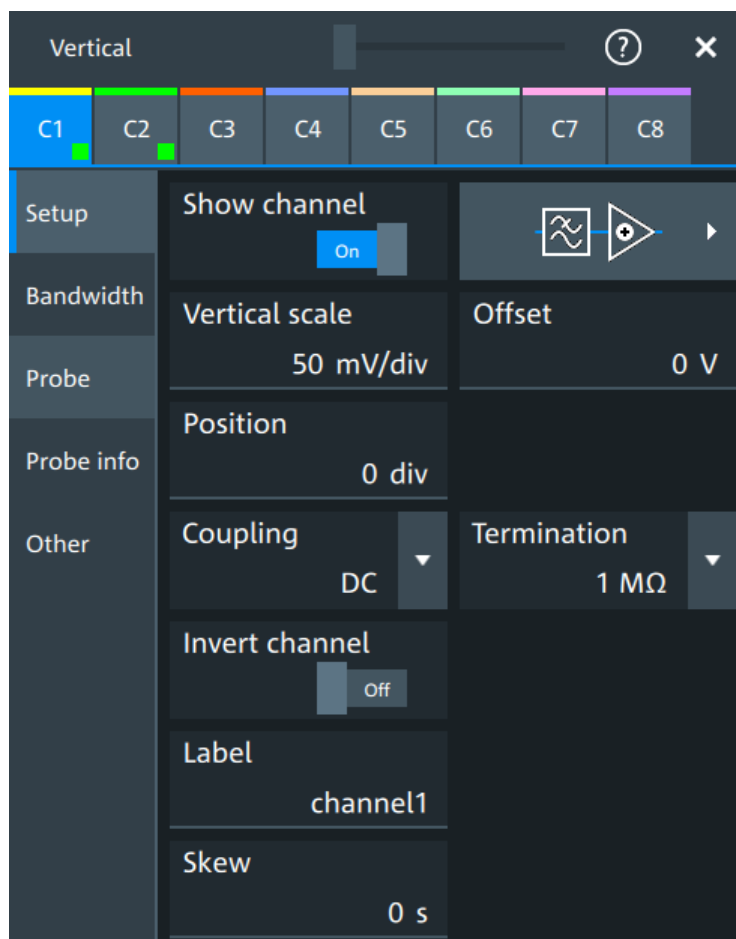 Vertical
?
C1 C2 C3 C4 C5 C6 C7 C8
Setup
Bandwidth
Probe
Probe info
Other
Show channel
On
Vertical scale
50 mV/div
Offset
0 V
Position
0 div
Coupling
DC
Termination
1 MΩ
Invert channel
Off
Label
channel1
Skew
0 s